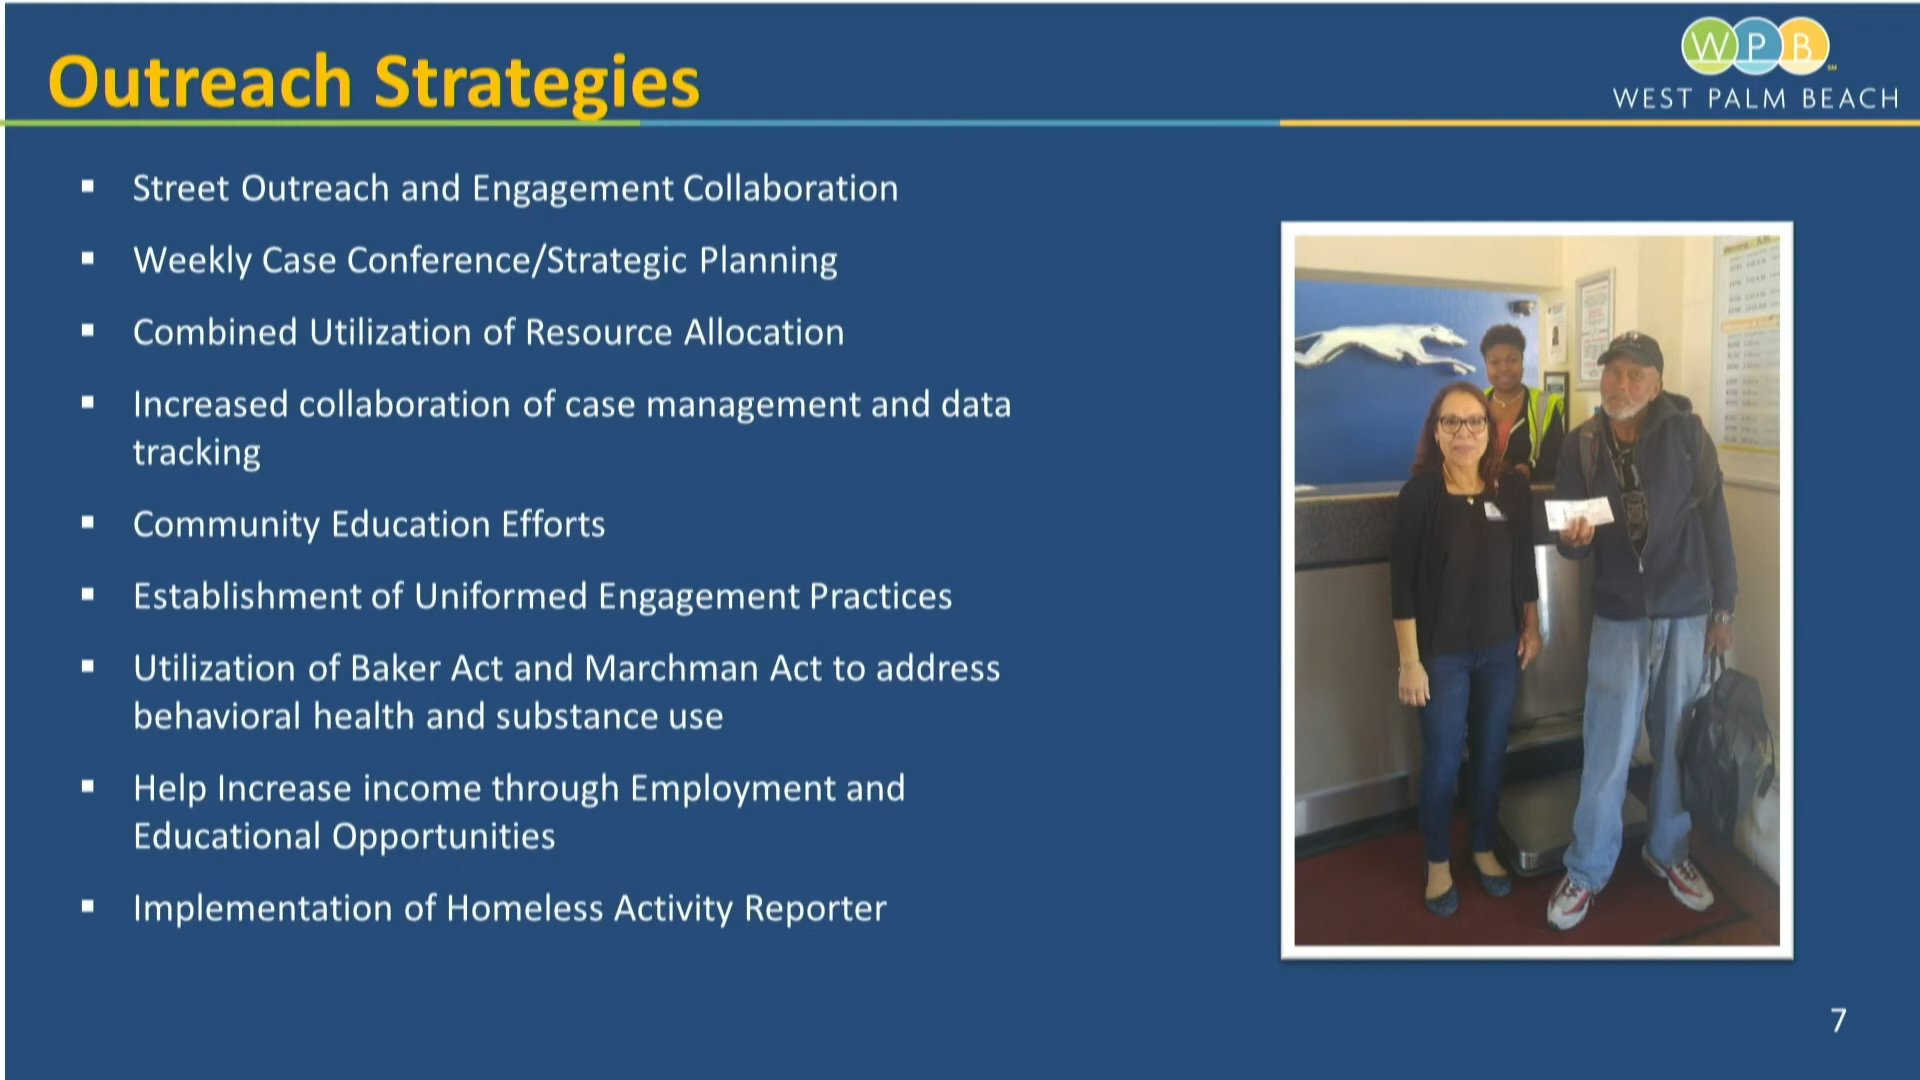 Outreach Strategies
WPB
WEST PALM BEACH
Street Outreach and Engagement Collaboration
Weekly Case Conference/Strategic Planning
Combined Utilization of Resource Allocation
Increased collaboration of case management and data
tracking
Community Education Efforts
Establishment of Uniformed Engagement Practices
Utilization of Baker Act and Marchman Act to address
behavioral health and substance use
Help Increase income through Employment and
Educational Opportunities
Implementation of Homeless Activity Reporter
7